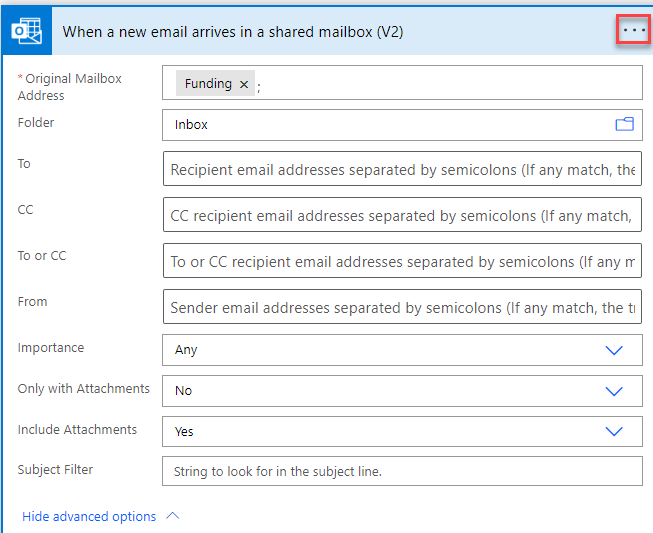 When a new email arrives in a shared mailbox (V2)
* Original Mailbox
Address
Funding × ;
Folder
Inbox
To
Recipient email addresses separated by semicolons (If any match, the
CC
CC recipient email addresses separated by semicolons (If any match,
To or CC
To or CC recipient email addresses separated by semicolons (If any m
From
Sender email addresses separated by semicolons (If any match, the tr
Importance
Any
Only with Attachments
No
Include Attachments
Yes
Subject Filter
String to look for in the subject line.
Hide advanced options